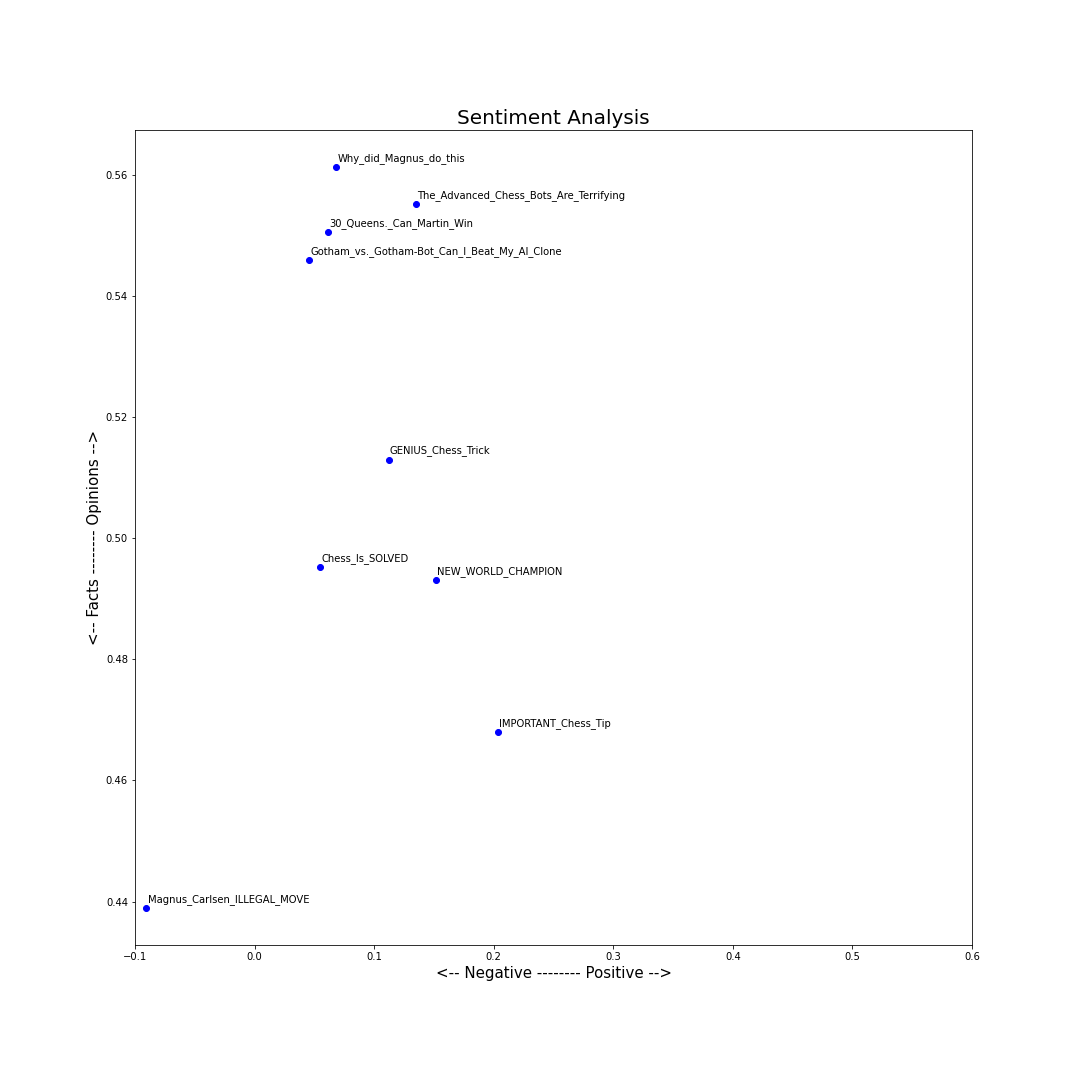 Sentiment Analysis
Why_did_Magnus_do_this
The_Advanced_Chess_Bots_Are_Terrifying
30_Queens._Can_Martin_Win
Gotham_vs._Gotham-Bot_Can_I_Beat_My_AI_Clone
GENIUS_Chess_Trick
Chess_Is_SOLVED
NEW_WORLD_CHAMPION
IMPORTANT_Chess_Tip
Magnus_Carlsen_ILLEGAL_MOVE
0.56
0.54
0.52
0.50
0.48
0.46
0.44
<-- Facts -------- Opinions -->
−0.1 0.0 0.1 0.2 0.3 0.4 0.5 0.6
<-- Negative -------- Positive -->